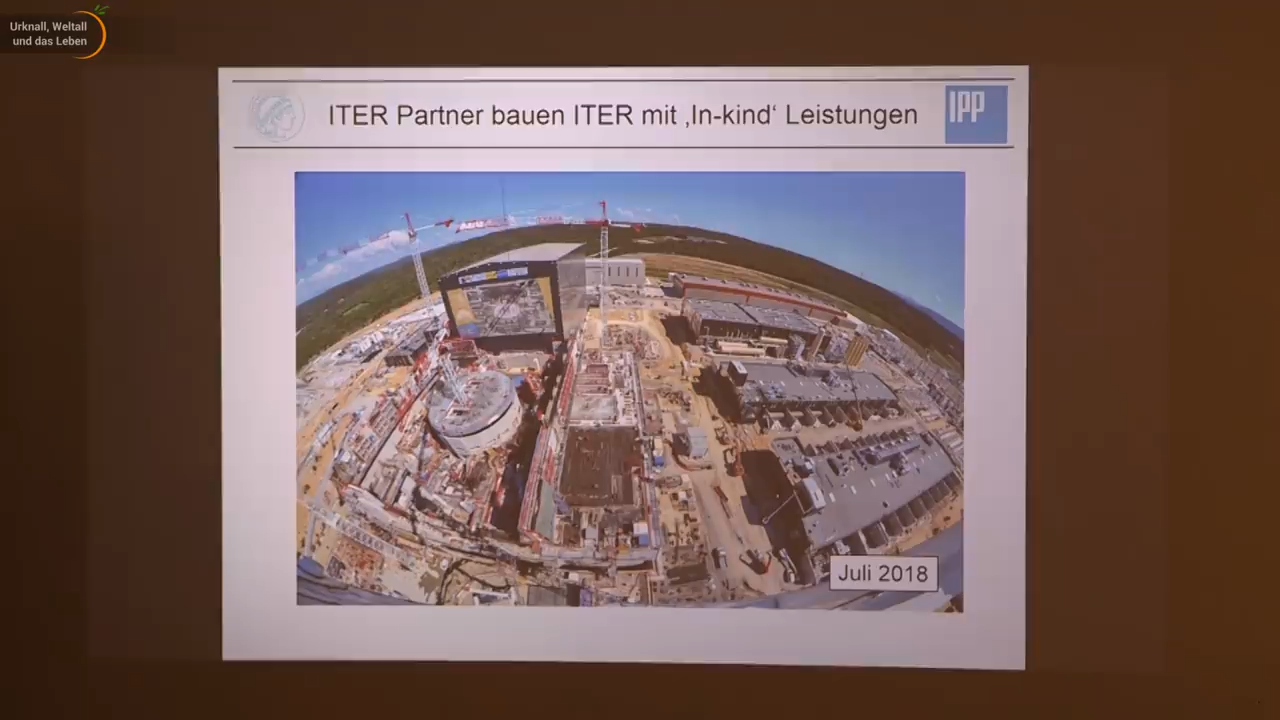 Urknall, Weltall
und das Leben
ITER Partner bauen ITER mit ‚In-kind‘ Leistungen
IPP
Juli 2018